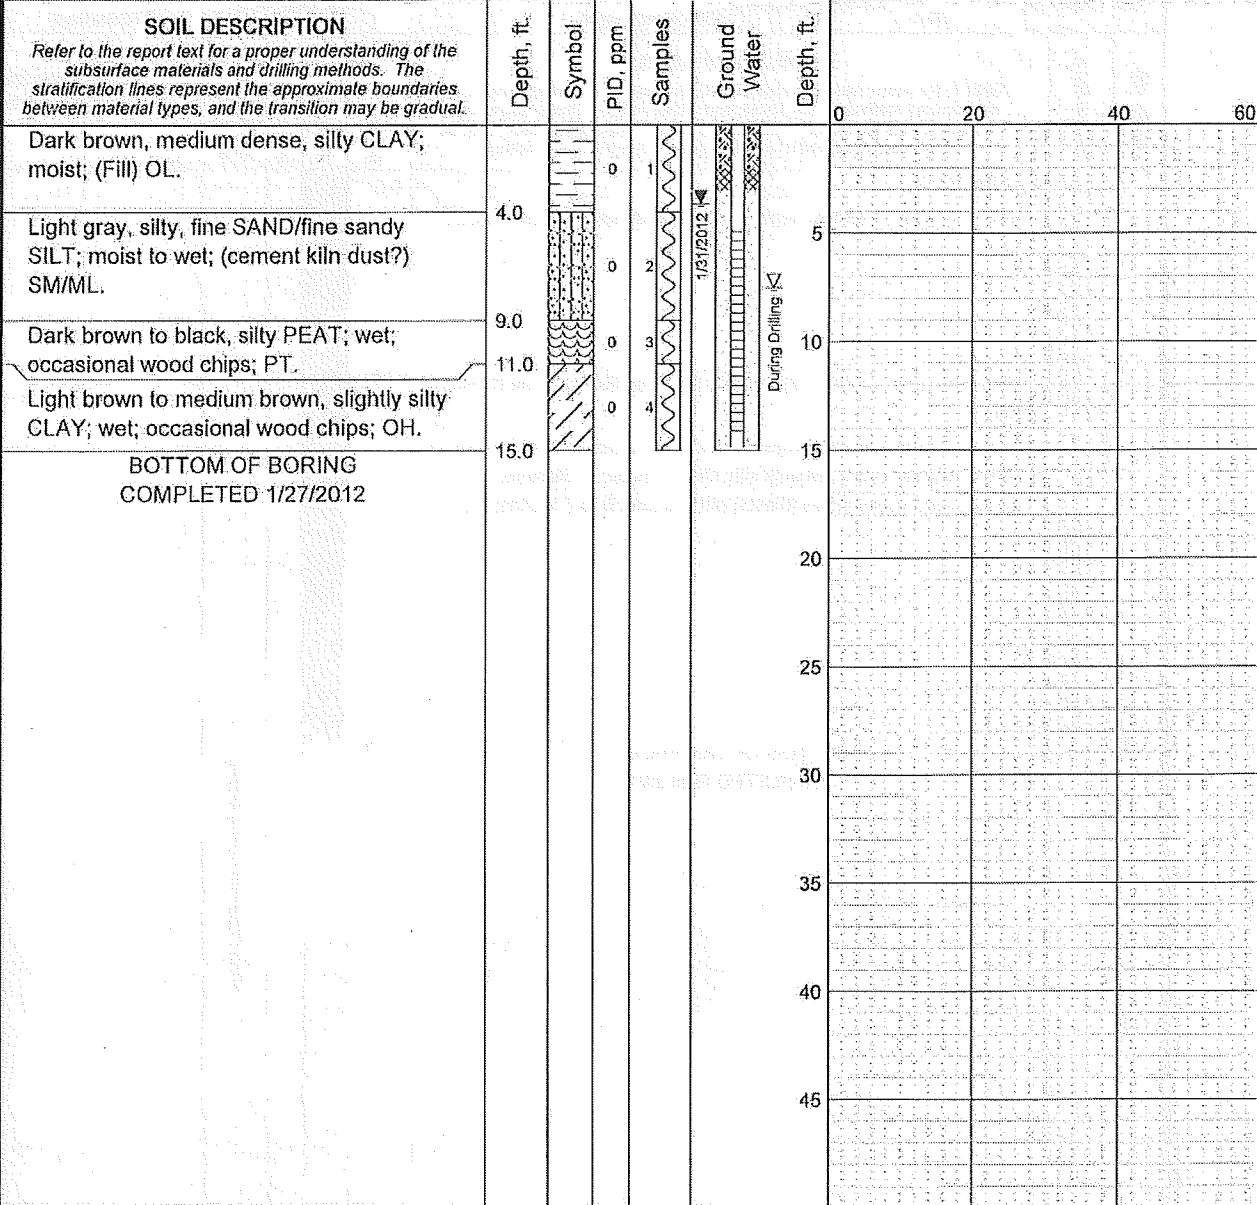 SOIL DESCRIPTION
Refer to the report text for a proper understanding of the
subsurface materials and drilling methods. The
stratification lines represent the approximate boundaries
between material types, and the transition may be gradual.
Depth, ft.
Symbol
PID, ppm
Samples
Ground
Water
Depth, ft.
0 20 40 60
Dark brown, medium dense, silty CLAY;
moist; (Fill) OL.
0 1
4.0
Light gray, silty, fine SAND/fine sandy
SILT; moist to wet; (cement kiln dust?)
SM/ML.
0 2
1/31/2012
5
9.0
Dark brown to black, silty PEAT; wet;
occasional wood chips; PT.
0 3
During Drilling
10
11.0
Light brown to medium brown, slightly silty
CLAY; wet; occasional wood chips; OH.
0 4
15.0
15
BOTTOM OF BORING
COMPLETED 1/27/2012
20
25
30
35
40
45